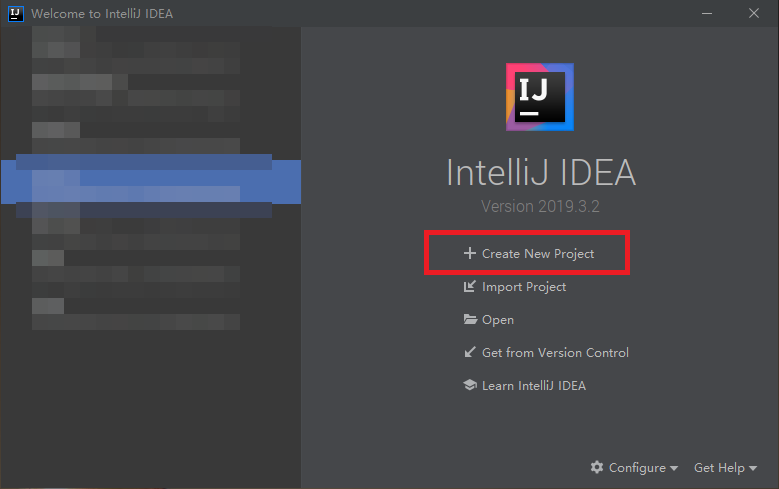 Welcome to IntelliJ IDEA
IJ
IntelliJ IDEA
Version 2019.3.2
Create New Project
Import Project
Open
Get from Version Control
Learn IntelliJ IDEA
Configure
Get Help